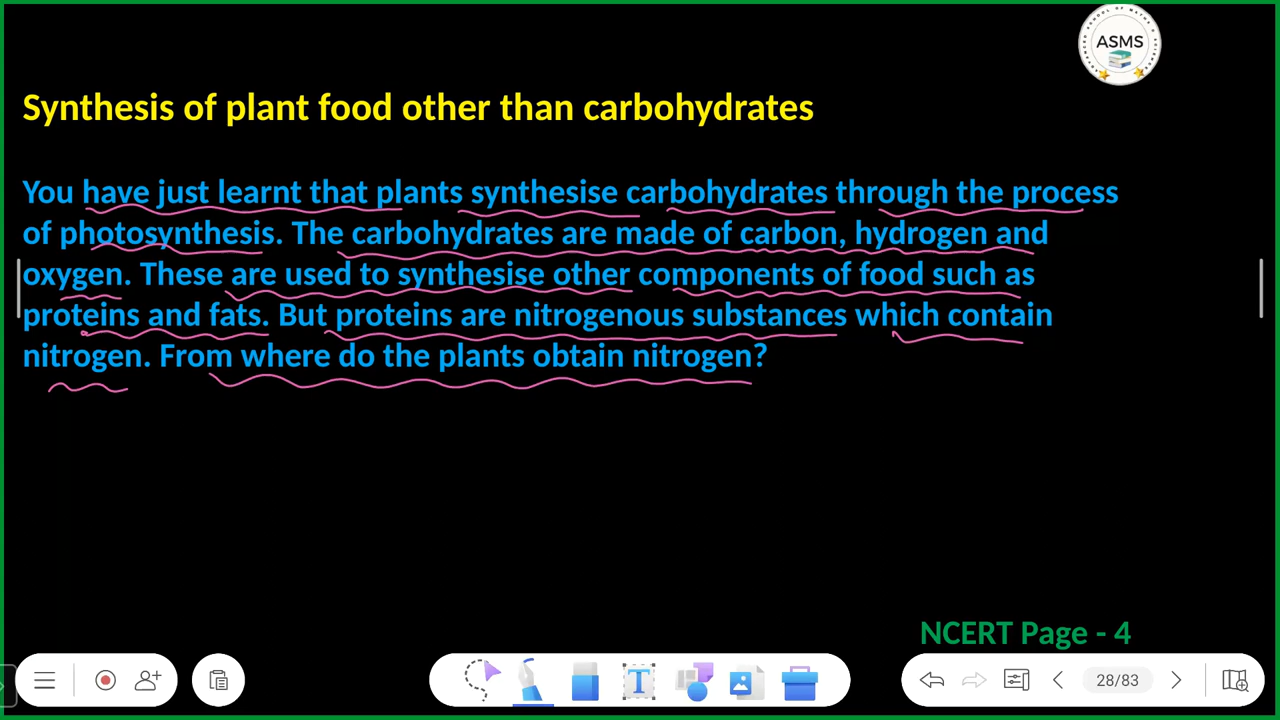 ASMS
Synthesis of plant food other than carbohydrates
You have just learnt that plants synthesise carbohydrates through the process
of photosynthesis. The carbohydrates are made of carbon, hydrogen and
oxygen. These are used to synthesise other components of food such as
proteins and fats. But proteins are nitrogenous substances which contain
nitrogen. From where do the plants obtain nitrogen?
NCERT Page - 4
28/83